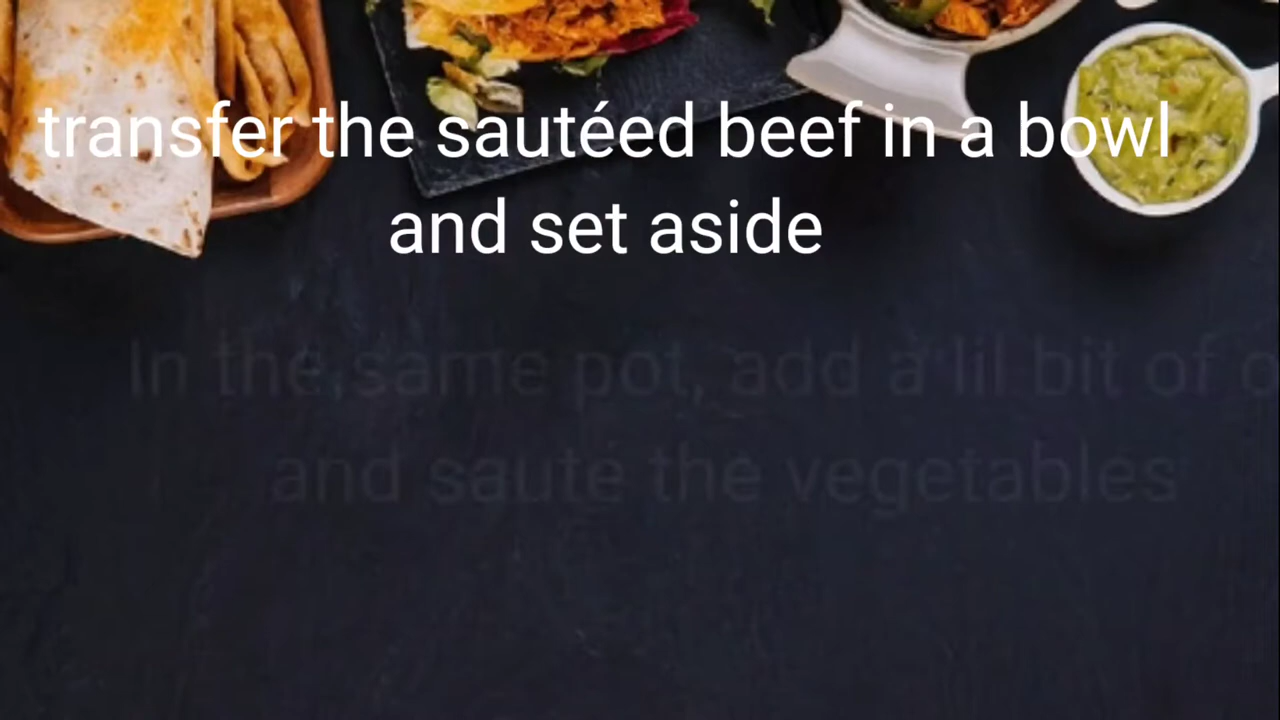 transfer the sautéed beef in a bowl
and set aside
In the same pot, add a lil bit of
and sauté the vegetables